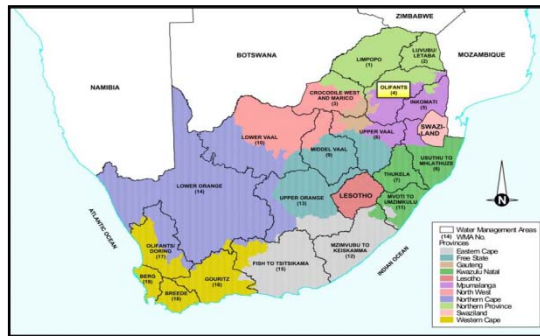 ZIMBABWE
BOTSWANA
MOZAMBIQUE
NAMIBIA
LIMPOPO
(1)
LUVUBU/
LETABA
(2)
OLIFANTS
(4)
CROCODILE WEST
AND MARICO
(3)
INKOMATI
(5)
SWAZI-
LAND
LOWER VAAL
(10)
UPPER VAAL
(8)
MIDDEL VAAL
(9)
USUTHU TO
MHLATHUZE
(6)
THUKELA
(7)
LOWER ORANGE
(14)
UPPER ORANGE
(13)
LESOTHO
MVOTI TO
UMZIMKULU
(11)
N
ATLANTIC OCEAN
OLIFANTS/
DORING
(17)
MZIMVUBU TO
KEISKAMMA
(12)
INDIAN OCEAN
FISH TO TSITSIKAMA
(15)
GOURITZ
(16)
BERG
(19)
BREEDE
(18)
Water Management Areas
(14) WMA No.
Provinces
Eastern Cape
Free State
Gauteng
Kwazulu Natal
Lesotho
Mpumalanga
North West
Northern Cape
Northern Province
Swaziland
Western Cape